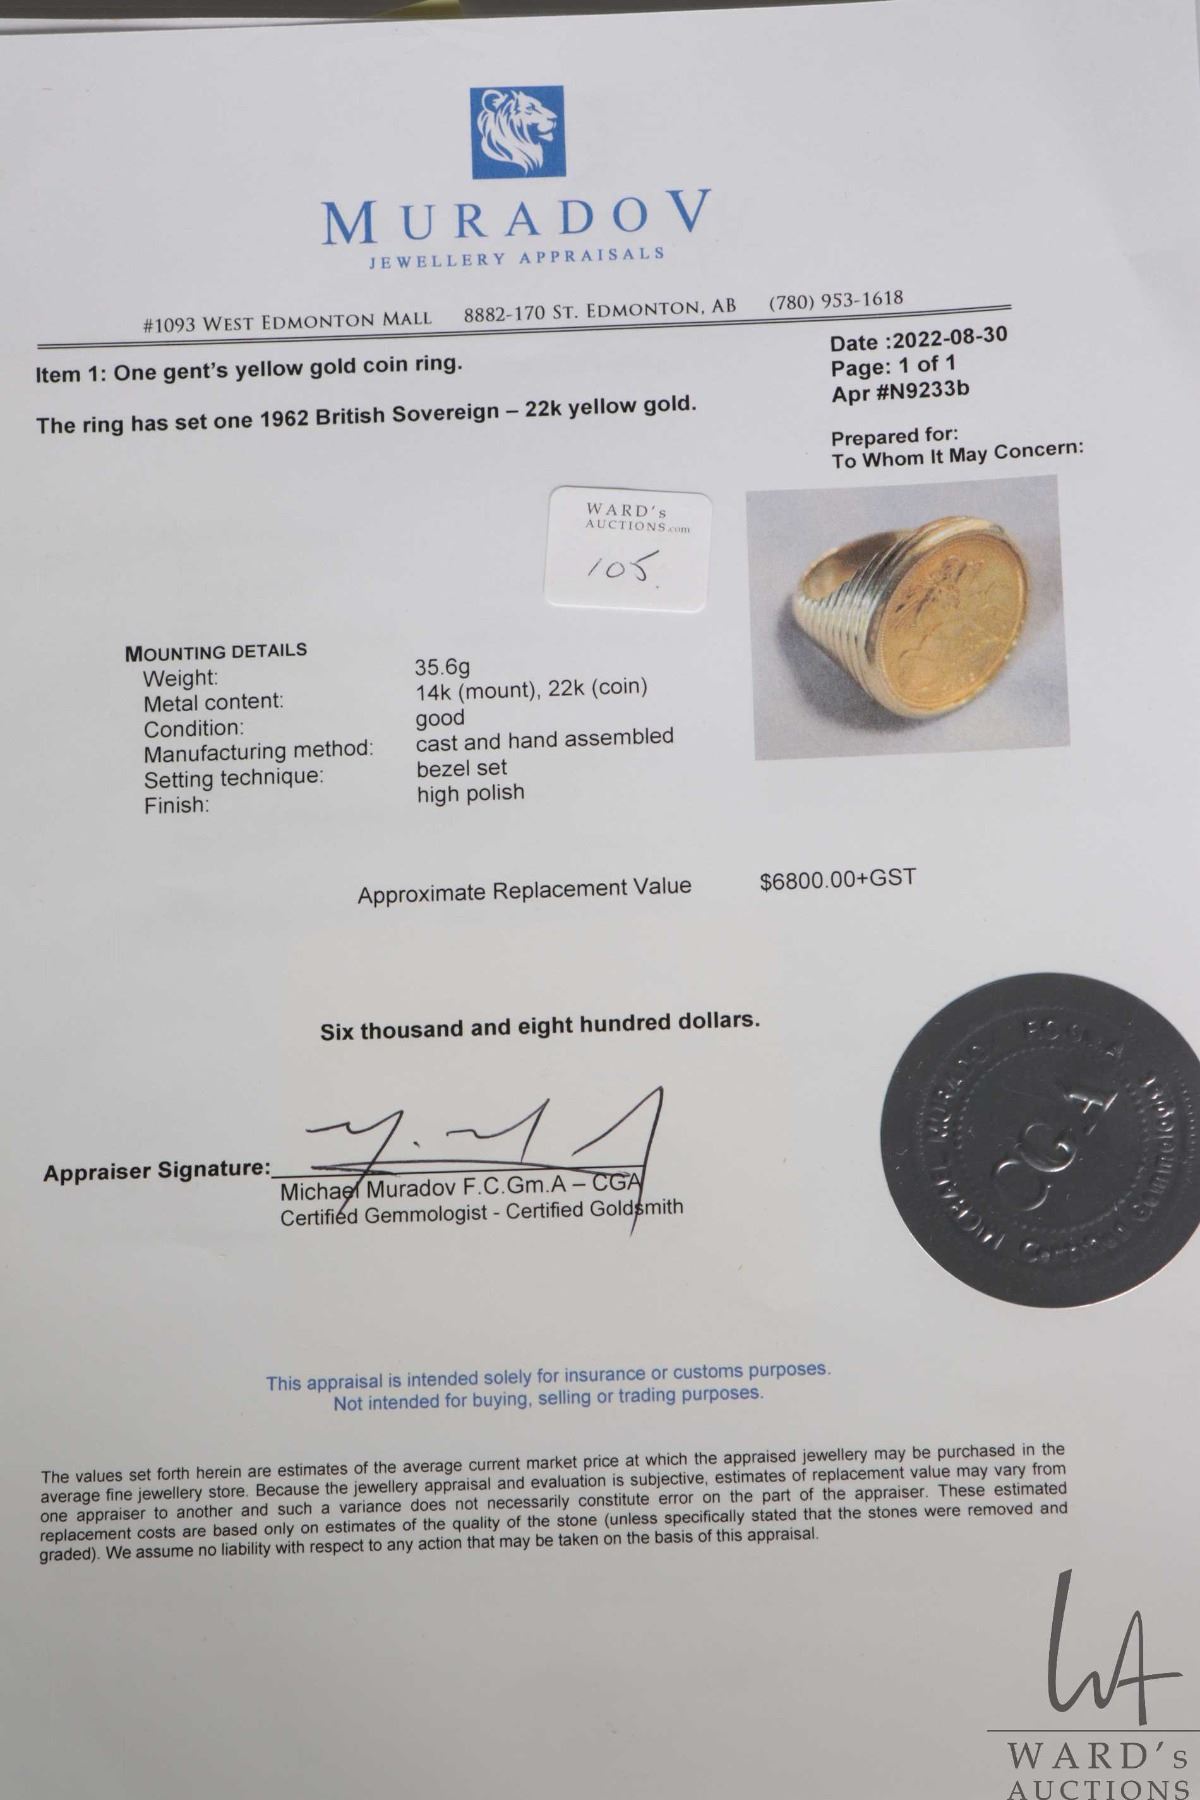 MURADOV
JEWELLERY APPRAISALS
#1093 WEST EDMONTON MALL 8882-170 ST. EDMONTON, AB (780) 953-1618
Item 1: One gent's yellow gold coin ring.
The ring has set one 1962 British Sovereign – 22k yellow gold.
Date :2022-08-30
Page: 1 of 1
Apr #N9233b
Prepared for:
To Whom It May Concern:
WARD's
AUCTIONS.com
105
MOUNTING DETAILS
Weight: 35.6g
Metal content: 14k (mount), 22k (coin)
Condition: good
Manufacturing method: cast and hand assembled
Setting technique: bezel set
Finish: high polish
Approximate Replacement Value $6800.00+GST
Six thousand and eight hundred dollars.
Appraiser Signature:
Michael Muradov F.C.Gm.A – CGA
Certified Gemmologist - Certified Goldsmith
CGA
Certified Gemmologist
This appraisal is intended solely for insurance or customs purposes.
Not intended for buying, selling or trading purposes.
The values set forth herein are estimates of the average current market price at which the appraised jewellery may be purchased in the
average fine jewellery store. Because the jewellery appraisal and evaluation is subjective, estimates of replacement value may vary from
one appraiser to another and such a variance does not necessarily constitute error on the part of the appraiser. These estimated
replacement costs are based only on estimates of the quality of the stone (unless specifically stated that the stones were removed and
graded). We assume no liability with respect to any action that may be taken on the basis of this appraisal.
WA
WARD's
AUCTIONS